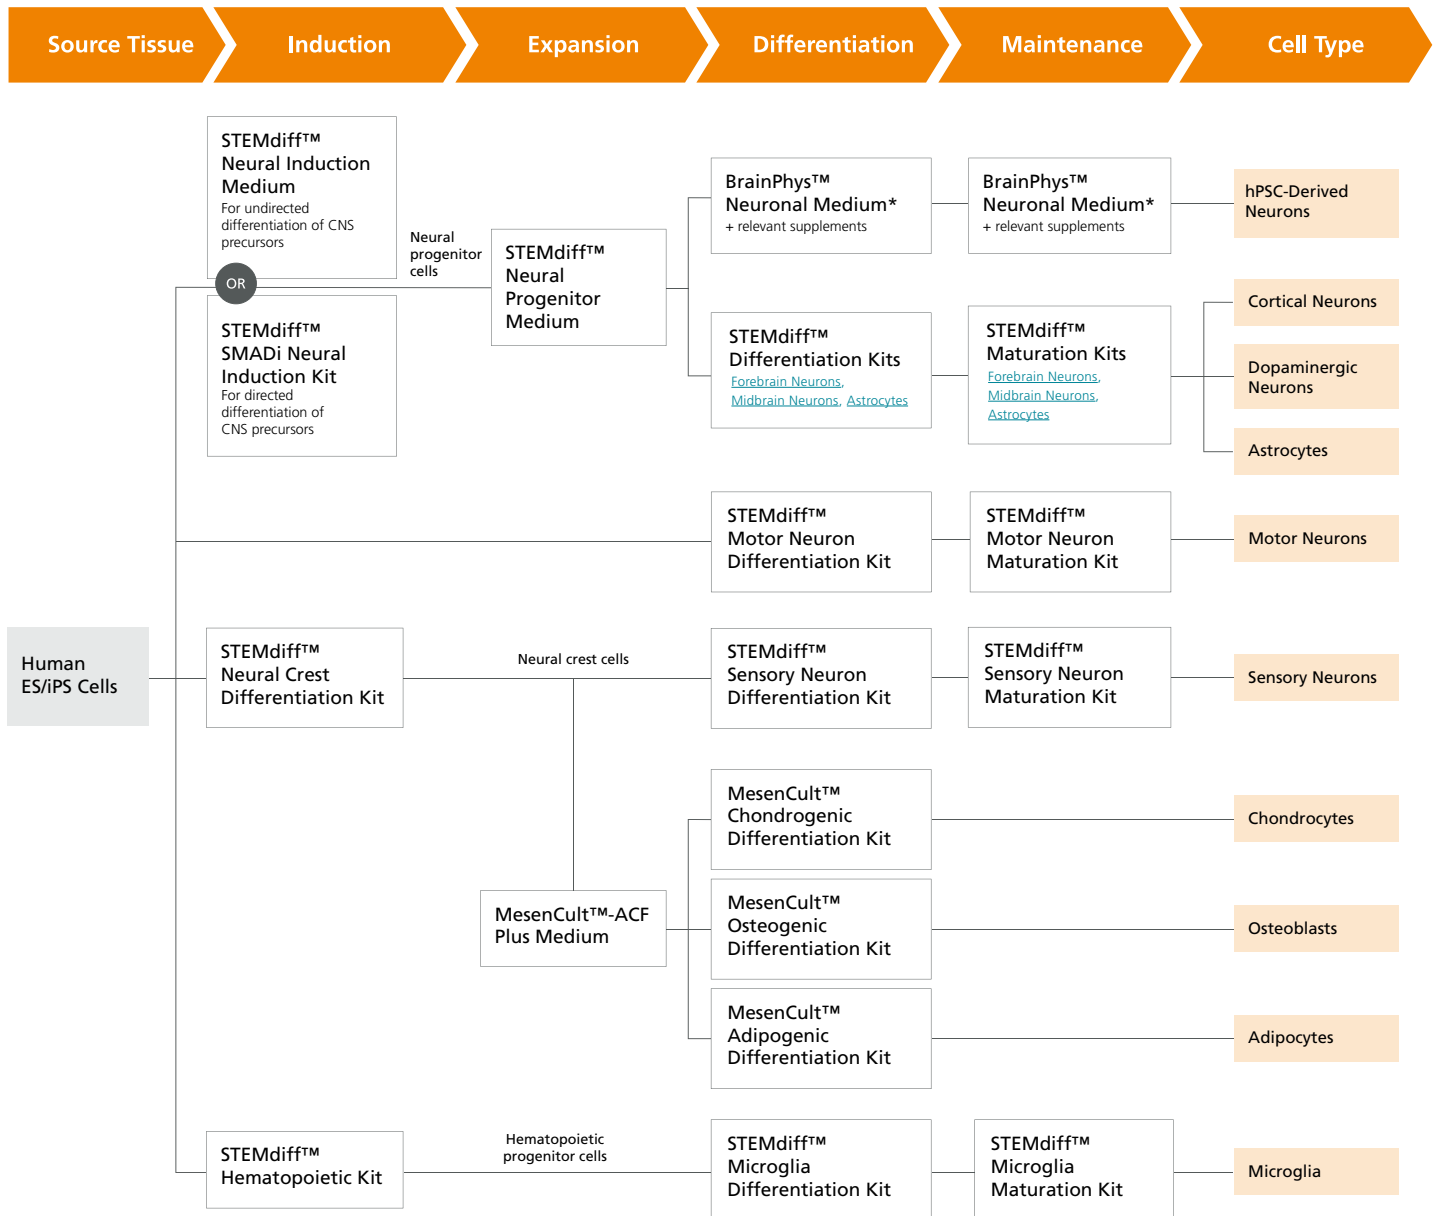 Source Tissue
Induction
Expansion
Differentiation
Maintenance
Cell Type
STEMdiff™
Neural Induction
Medium
For undirected
differentiation of CNS
precursors
OR
STEMdiff™
SMADi Neural
Induction Kit
For directed
differentiation of
CNS precursors
Neural
progenitor
cells
STEMdiff™
Neural
Progenitor
Medium
BrainPhys™
Neuronal Medium*
+ relevant supplements
BrainPhys™
Neuronal Medium*
+ relevant supplements
hPSC-Derived
Neurons
STEMdiff™
Differentiation Kits
Forebrain Neurons,
Midbrain Neurons, Astrocytes
STEMdiff™
Maturation Kits
Forebrain Neurons,
Midbrain Neurons,
Astrocytes
Cortical Neurons
Dopaminergic
Neurons
Astrocytes
STEMdiff™
Motor Neuron
Differentiation Kit
STEMdiff™
Motor Neuron
Maturation Kit
Motor Neurons
Human
ES/iPS Cells
STEMdiff™
Neural Crest
Differentiation Kit
Neural crest cells
STEMdiff™
Sensory Neuron
Differentiation Kit
STEMdiff™
Sensory Neuron
Maturation Kit
Sensory Neurons
MesenCult™-ACF
Plus Medium
MesenCult™
Chondrogenic
Differentiation Kit
Chondrocytes
MesenCult™
Osteogenic
Differentiation Kit
Osteoblasts
MesenCult™
Adipogenic
Differentiation Kit
Adipocytes
STEMdiff™
Hematopoietic Kit
Hematopoietic
progenitor cells
STEMdiff™
Microglia
Differentiation Kit
STEMdiff™
Microglia
Maturation Kit
Microglia